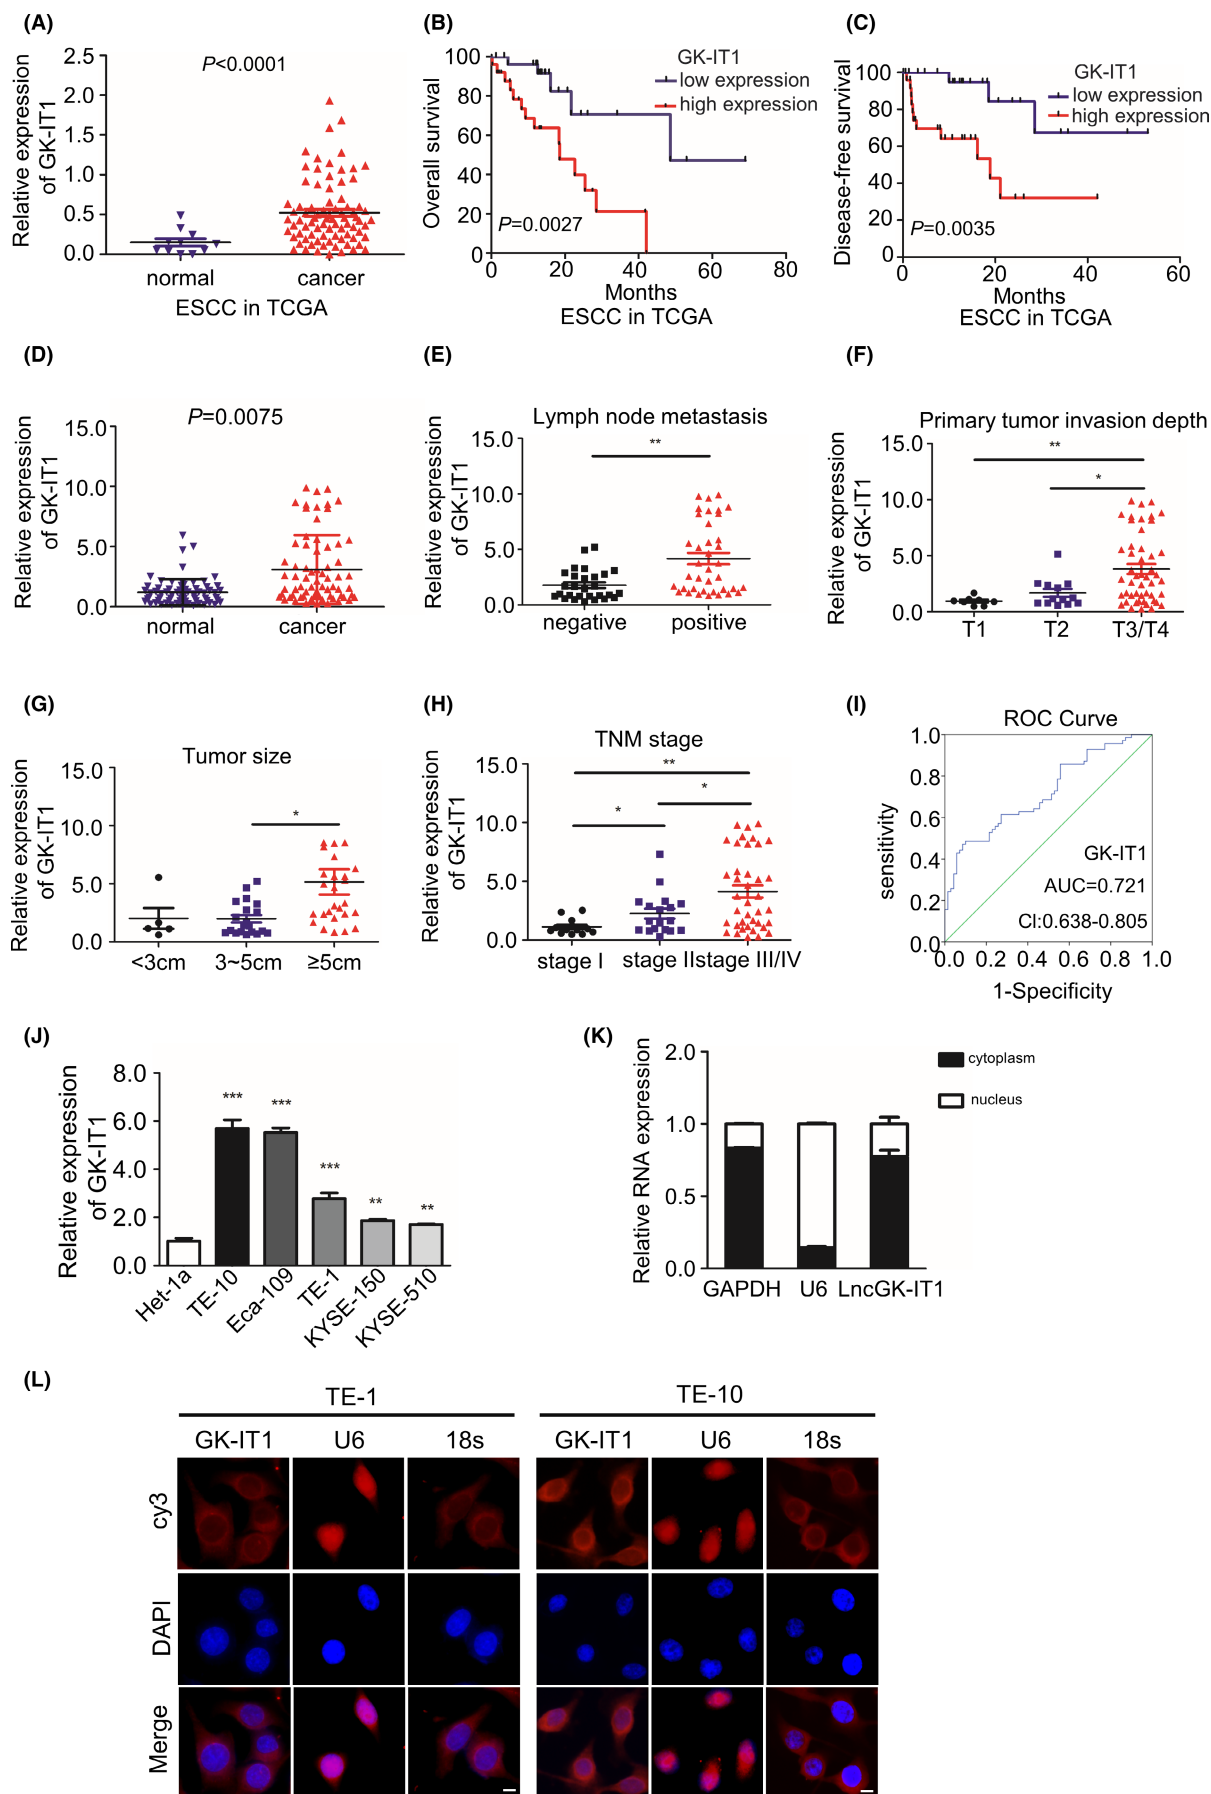 (A)
Relative expression
of GK-IT1
2.5
2.0
1.5
1.0
0.5
0.0
P<0.0001
normal
cancer
ESCC in TCGA
(B)
Overall survival
100
80
60
40
20
0
GK-IT1
low expression
high expression
P=0.0027
0
20
40
60
80
Months
ESCC in TCGA
(C)
Disease-free survival
100
80
60
40
20
0
GK-IT1
low expression
high expression
P=0.0035
0
20
40
60
Months
ESCC in TCGA
(D)
Relative expression
of GK-IT1
15.0
10.0
5.0
0.0
P=0.0075
normal
cancer
(E)
Lymph node metastasis
Relative expression
of GK-IT1
15.0
10.0
5.0
0.0
**
negative
positive
(F)
Primary tumor invasion depth
Relative expression
of GK-IT1
15.0
10.0
5.0
0.0
**
*
T1
T2
T3/T4
(G)
Tumor size
Relative expression
of GK-IT1
15.0
10.0
5.0
0.0
*
<3cm
3~5cm
≥5cm
(H)
TNM stage
Relative expression
of GK-IT1
15.0
10.0
5.0
0.0
**
*
*
stage I
stage II
stage III/IV
(I)
ROC Curve
sensitivity
1.0
0.8
0.6
0.4
0.2
0.0
GK-IT1
AUC=0.721
CI:0.638-0.805
0.0
0.2
0.4
0.6
0.8
1.0
1-Specificity
(J)
Relative expression
of GK-IT1
8.0
6.0
4.0
2.0
0.0
***
***
***
**
**
Het-1a
TE-10
Eca-109
TE-1
KYSE-150
KYSE-510
(K)
Relative RNA expression
2.0
1.0
0.5
0.0
cytoplasm
nucleus
GAPDH
U6
LncGK-IT1
(L)
TE-1
TE-10
GK-IT1
U6
18s
GK-IT1
U6
18s
cy3
DAPI
Merge